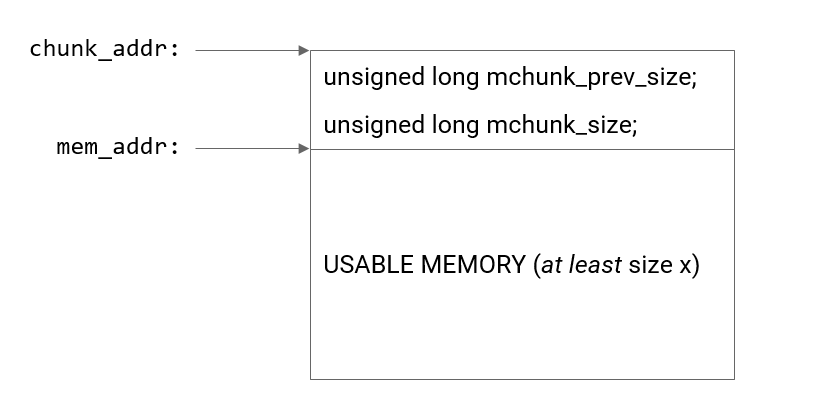 chunk_addr:
unsigned long mchunk_prev_size;
unsigned long mchunk_size;
mem_addr:
USABLE MEMORY (at least size x)